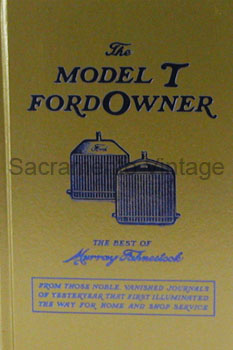 The
MODEL T
FORD OWNER
Ford
Sacramento Vintage
THE BEST OF
Murray Fahnestock
FROM THOSE NOBLE, VANISHED JOURNALS
OF YESTERYEAR THAT FIRST ILLUMINATED
THE WAY FOR HOME AND SHOP SERVICE